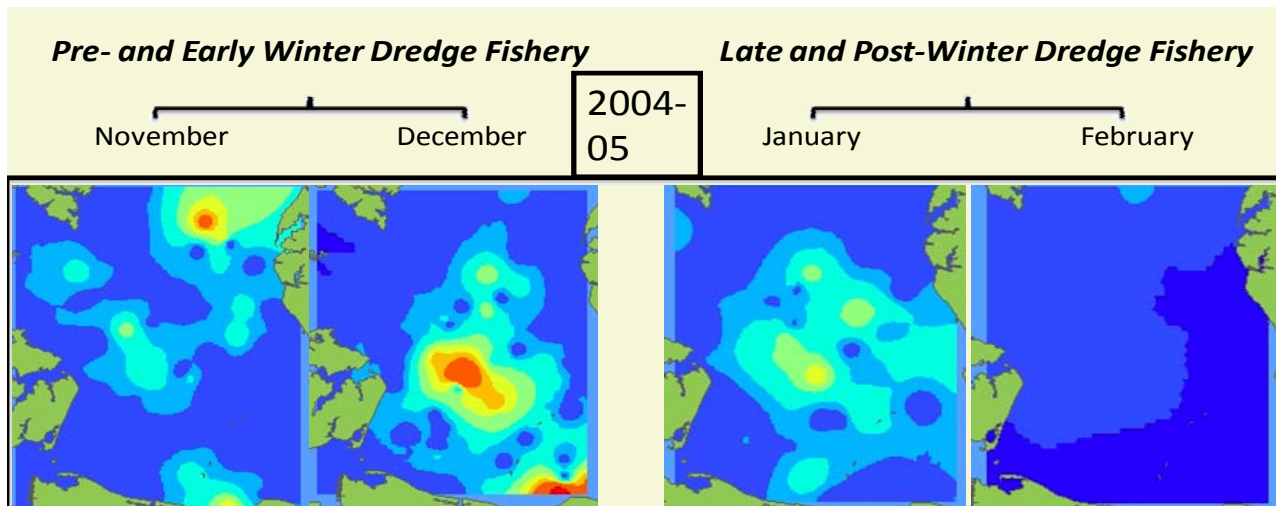 Pre- and Early Winter Dredge Fishery
Late and Post-Winter Dredge Fishery
2004-
05
November
December
January
February